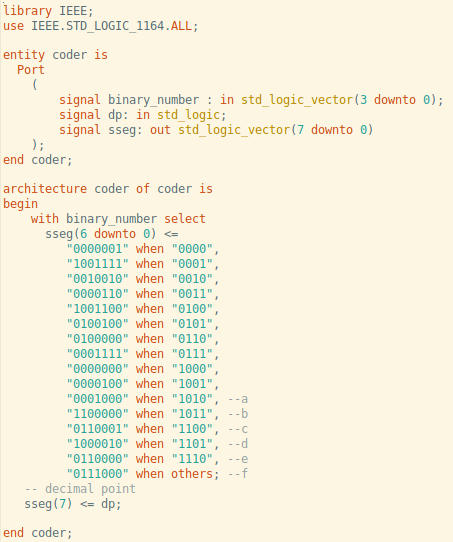 library IEEE;
use IEEE.STD_LOGIC_1164.ALL;

entity coder is
  Port
    (
        signal binary_number : in std_logic_vector(3 downto 0);
        signal dp: in std_logic;
        signal sseg: out std_logic_vector(7 downto 0)
    );
end coder;

architecture coder of coder is
begin
    with binary_number select
      sseg(6 downto 0) <=
         "0000001" when "0000",
         "1001111" when "0001",
         "0010010" when "0010",
         "0000110" when "0011",
         "1001100" when "0100",
         "0100100" when "0101",
         "0100000" when "0110",
         "0001111" when "0111",
         "0000000" when "1000",
         "0000100" when "1001",
         "0001000" when "1010", --a
         "1100000" when "1011", --b
         "0110001" when "1100", --c
         "1000010" when "1101", --d
         "0110000" when "1110", --e
         "0111000" when others; --f
   -- decimal point
   sseg(7) <= dp;

end coder;